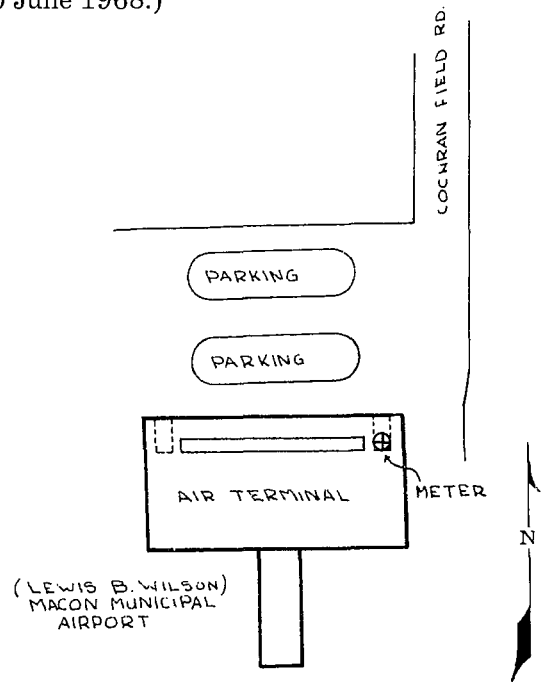 June 1968.)
COCHRAN FIELD RD.
PARKING
PARKING
AIR TERMINAL
METER
N
(LEWIS B. WILSON)
MACON MUNICIPAL
AIRPORT